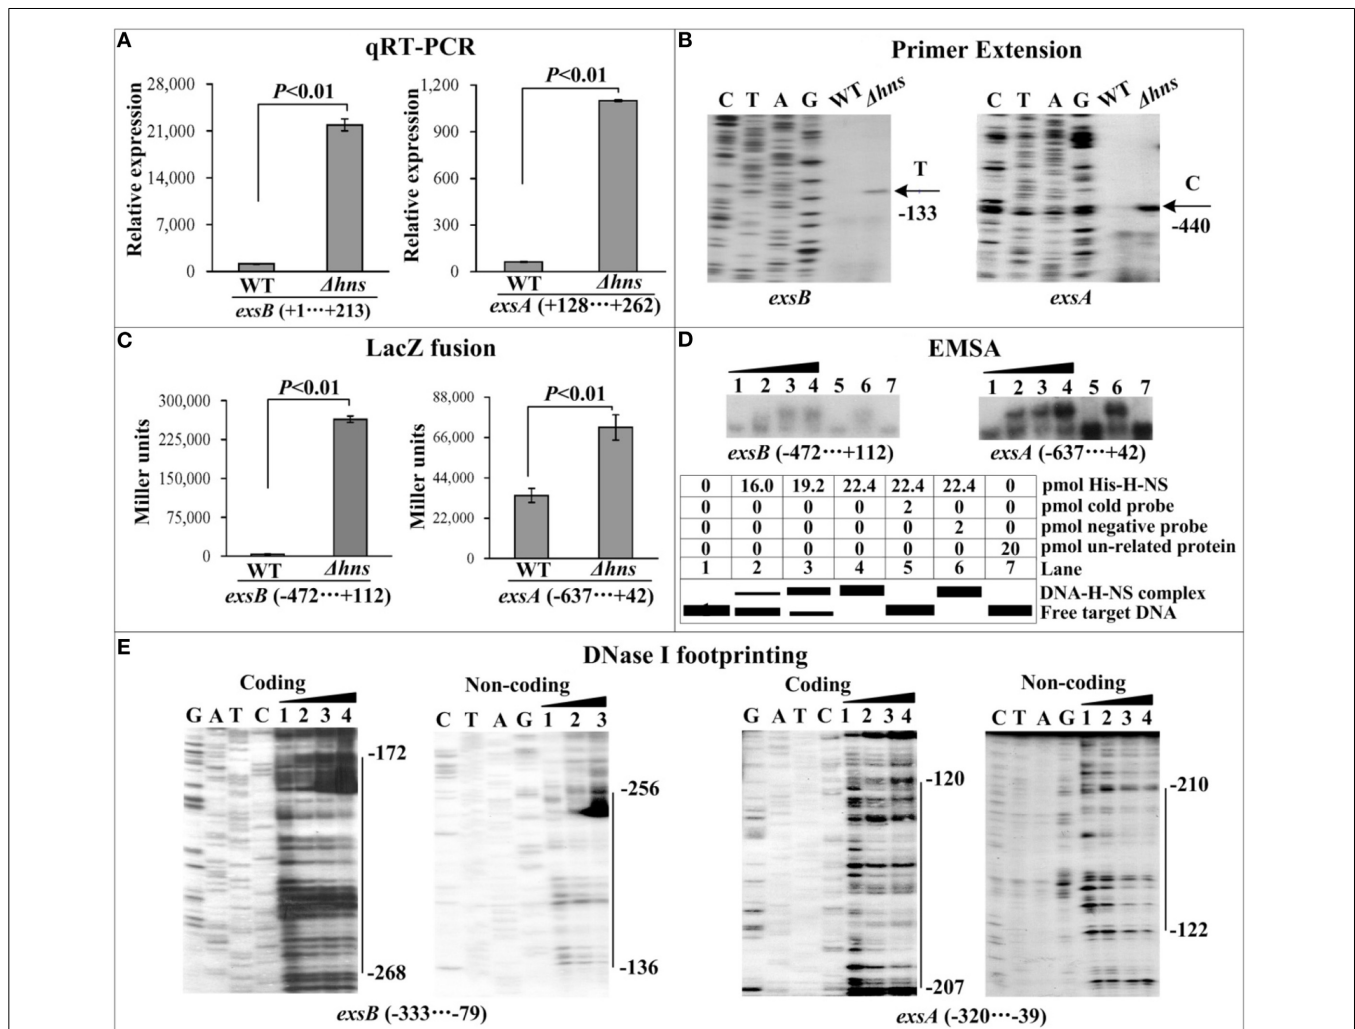 A
qRT-PCR
28,000
21,000
14,000
7,000
0
Relative expression
P<0.01
WT Δhns
exsB (+1···+213)
1,200
900
600
300
0
Relative expression
P<0.01
WT Δhns
exsA (+128···+262)
B
Primer Extension
C T A G WT Δhns
T
-133
exsB
C T A G WT Δhns
C
-440
exsA
C
LacZ fusion
300,000
225,000
150,000
75,000
0
Miller units
P<0.01
WT Δhns
exsB (-472···+112)
88,000
66,000
44,000
22,000
0
Miller units
P<0.01
WT Δhns
exsA (-637···+42)
D
EMSA
1 2 3 4 5 6 7
exsB (-472···+112)
1 2 3 4 5 6 7
exsA (-637···+42)
0 16.0 19.2 22.4 22.4 22.4 0 pmol His-H-NS
0 0 0 0 2 0 0 pmol cold probe
0 0 0 0 0 2 0 pmol negative probe
0 0 0 0 0 0 20 pmol un-related protein
1 2 3 4 5 6 7 Lane
DNA-H-NS complex
Free target DNA
E
DNase I footprinting
Coding
G A T C 1 2 3 4
-172
-268
Non-coding
C T A G 1 2 3
-256
-136
exsB (-333···-79)
Coding
G A T C 1 2 3 4
-120
-207
Non-coding
C T A G 1 2 3 4
-210
-122
exsA (-320···-39)